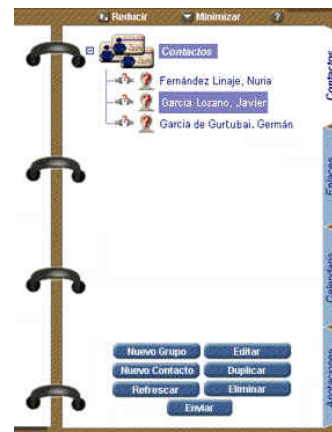 Reducir Minimizar ?
Contactos
Fernández Linaje, Nuria
García Lozano, Javier
García de Gurtubai, Germán
Contactos
Enlaces
Calendario
Anotaciones
Nuevo Grupo Editar
Nuevo Contacto Duplicar
Refrescar Eliminar
Enviar